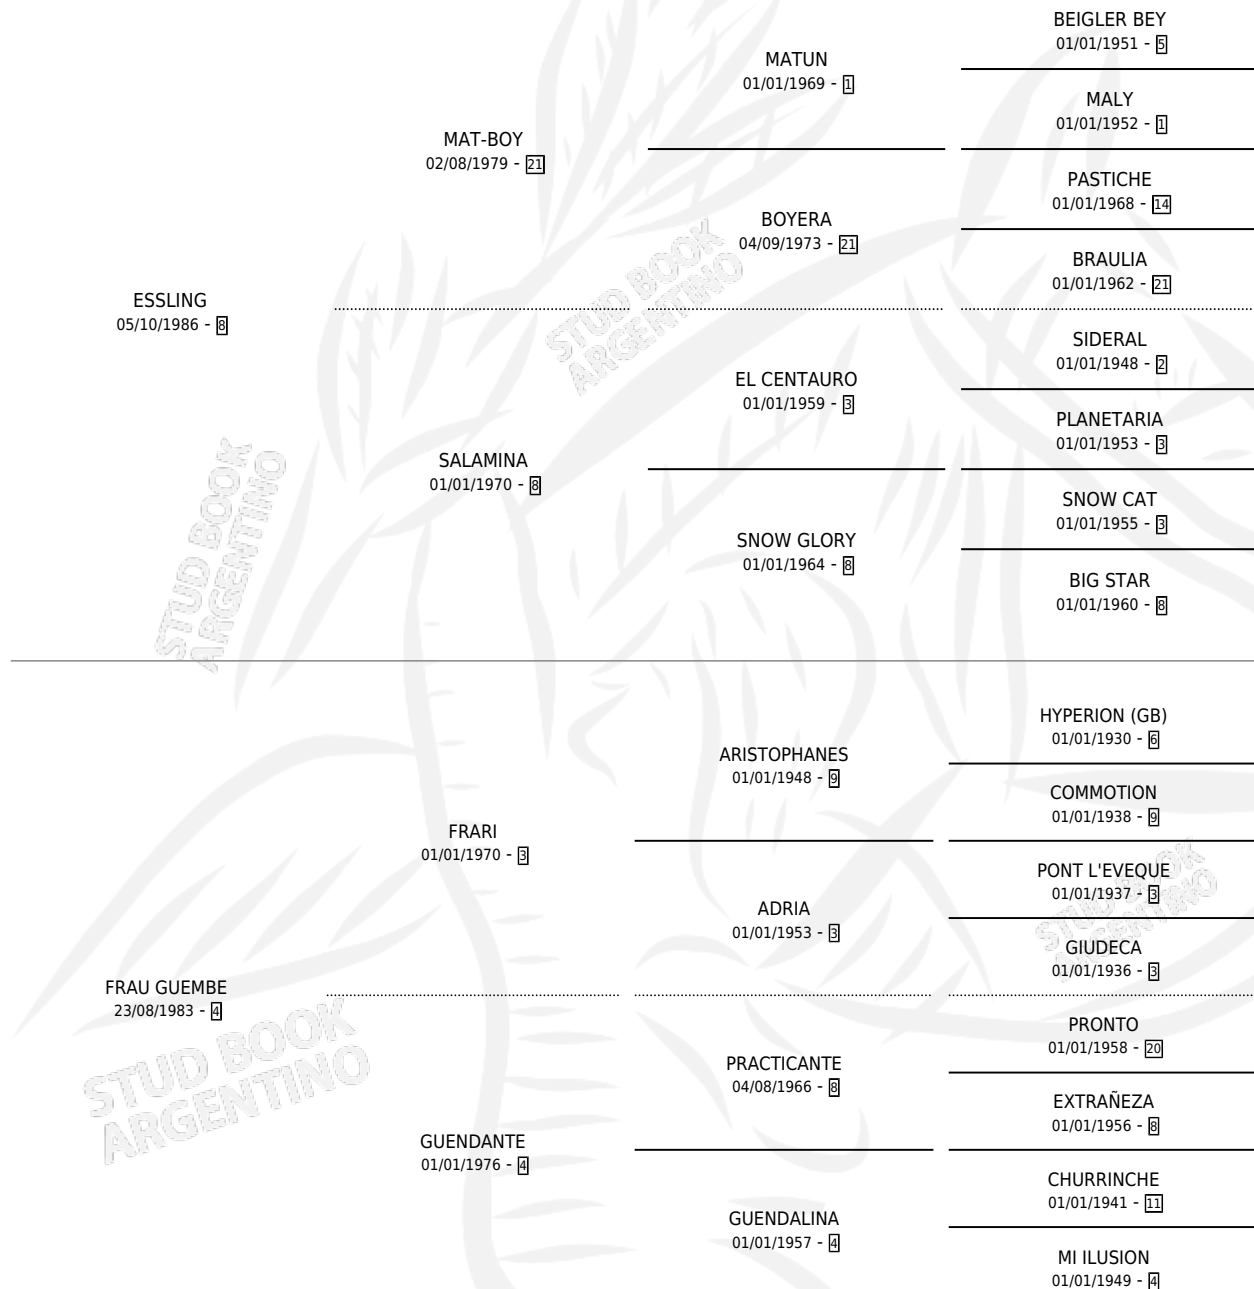 BEIGLER BEY
01/01/1951 - 5
MATUN
01/01/1969 - 1
MALY
01/01/1952 - 1
MAT-BOY
02/08/1979 - 21
PASTICHE
01/01/1968 - 14
BOYERA
04/09/1973 - 21
BRAULIA
01/01/1962 - 21
ESSLING
05/10/1986 - 8
SIDERAL
01/01/1948 - 2
EL CENTAURO
01/01/1959 - 3
PLANETARIA
01/01/1953 - 3
SALAMINA
01/01/1970 - 8
SNOW CAT
01/01/1955 - 3
SNOW GLORY
01/01/1964 - 8
BIG STAR
01/01/1960 - 8
HYPERION (GB)
01/01/1930 - 6
ARISTOPHANES
01/01/1948 - 9
COMMOTION
01/01/1938 - 9
FRARI
01/01/1970 - 3
PONT L'EVEQUE
01/01/1937 - 3
ADRIA
01/01/1953 - 3
GIUDECA
01/01/1936 - 3
FRAU GUEMBE
23/08/1983 - 4
PRONTO
01/01/1958 - 20
PRACTICANTE
04/08/1966 - 8
EXTRAÑEZA
01/01/1956 - 8
GUENDANTE
01/01/1976 - 4
CHURRINCHE
01/01/1941 - 11
GUENDALINA
01/01/1957 - 4
MI ILUSION
01/01/1949 - 4
STUD BOOK
ARGENTINO
STUD BOOK
ARGENTINO
STUD BOOK
ARGENTINO
STUD BOOK
ARGENTINO